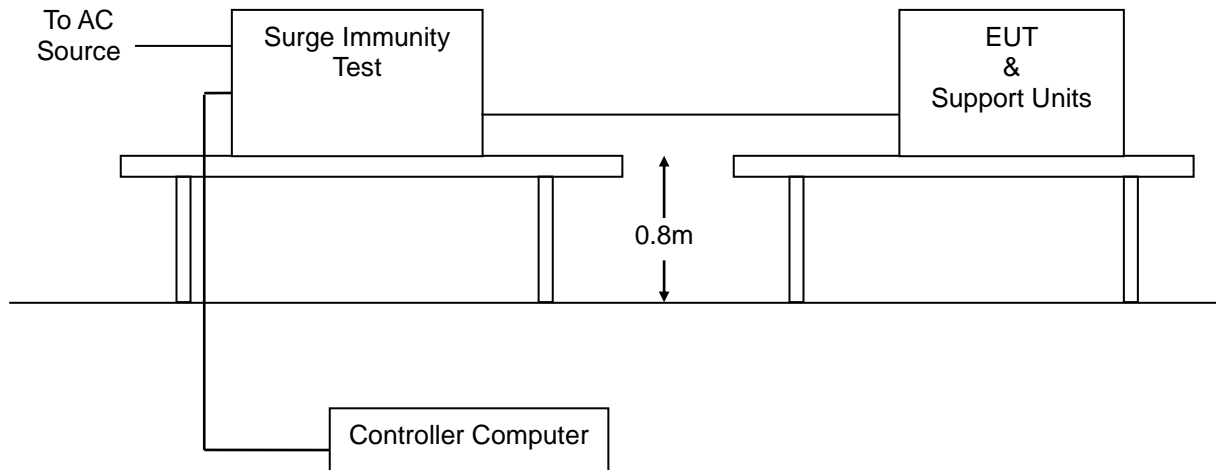 To AC
Source
Surge Immunity
Test
EUT
&
Support Units
0.8m
Controller Computer